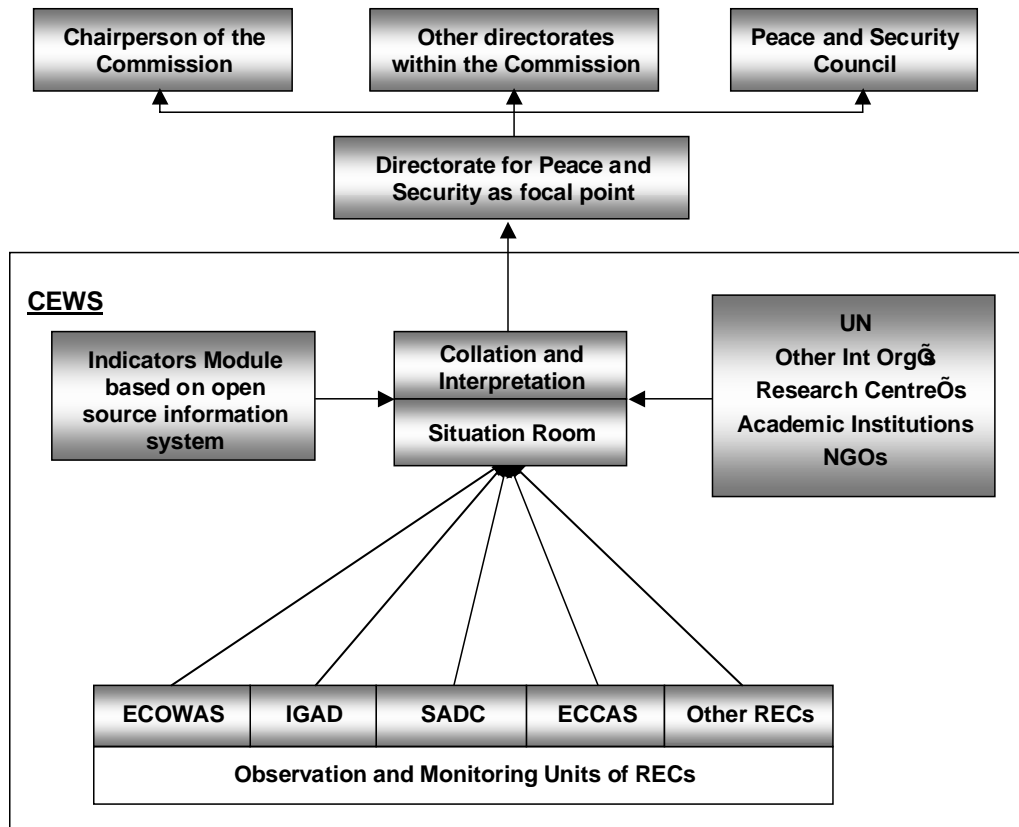 Chairperson of the
Commission
Other directorates
within the Commission
Peace and Security
Council
Directorate for Peace and
Security as focal point
CEWS
Indicators Module
based on open
source information
system
Collation and
Interpretation
Situation Room
UN
Other Int OrgÕs
Research CentreÕs
Academic Institutions
NGOs
ECOWAS
IGAD
SADC
ECCAS
Other RECs
Observation and Monitoring Units of RECs